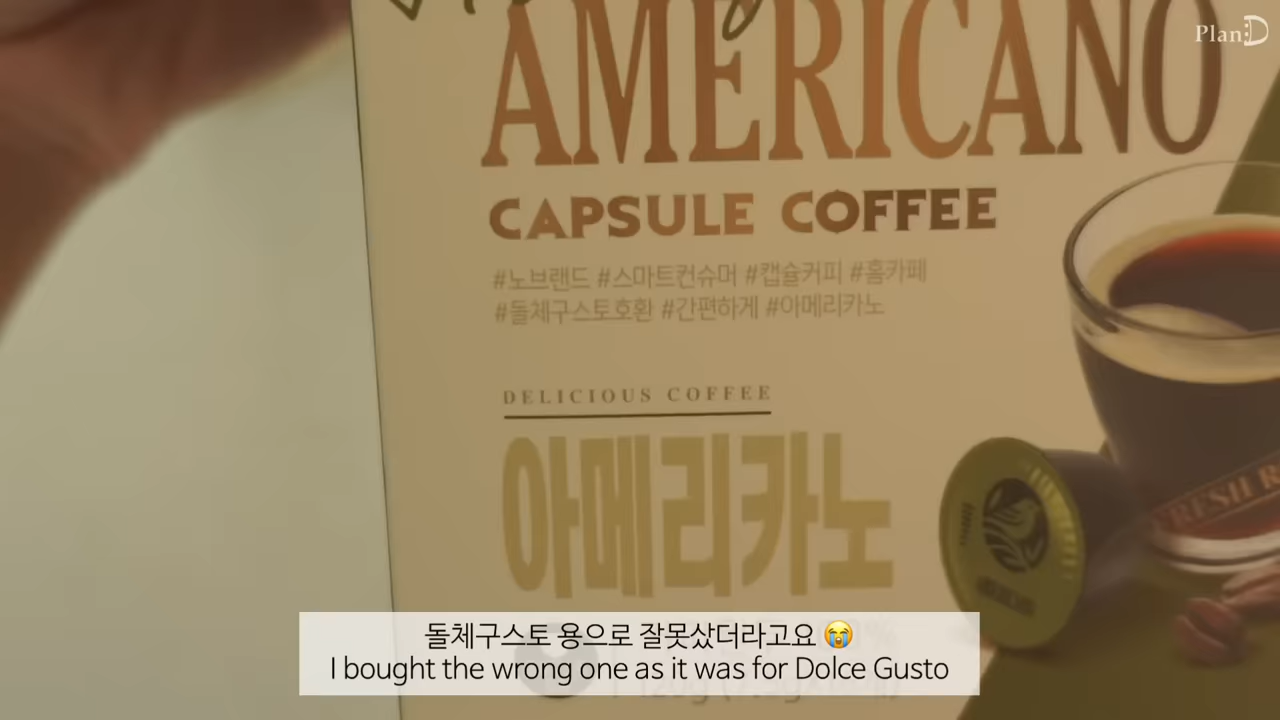 Plan:D
AMERICANO
CAPSULE COFFEE
#노브랜드 #스마트컨슈머 #캡슐커피 #홈카페
#돌체구스토호환 #간편하게 #아메리카노
DELICIOUS COFFEE
아메리카노
FRESH R
돌체구스토 용으로 잘못샀더라고요 😭
I bought the wrong one as it was for Dolce Gusto